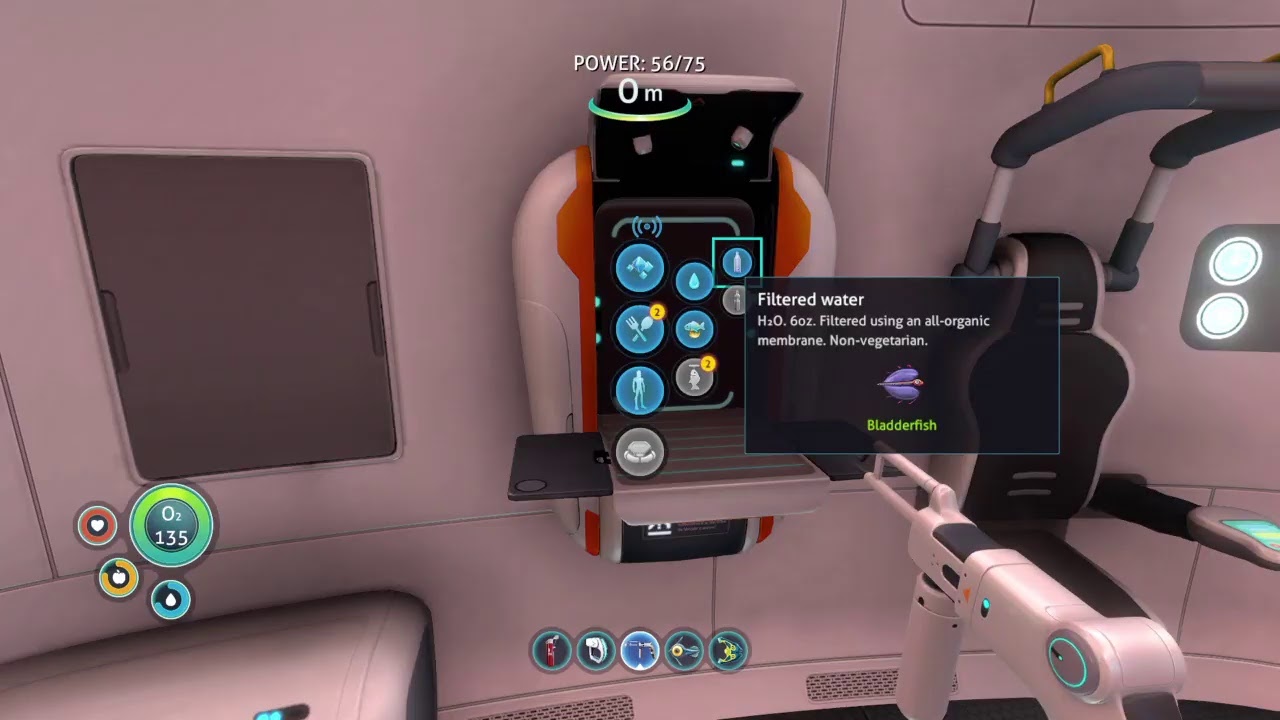 POWER: 56/75
0 m
2
2
Filtered water
H₂O. 6oz. Filtered using an all-organic
membrane. Non-vegetarian.
Bladderfish
O₂
135